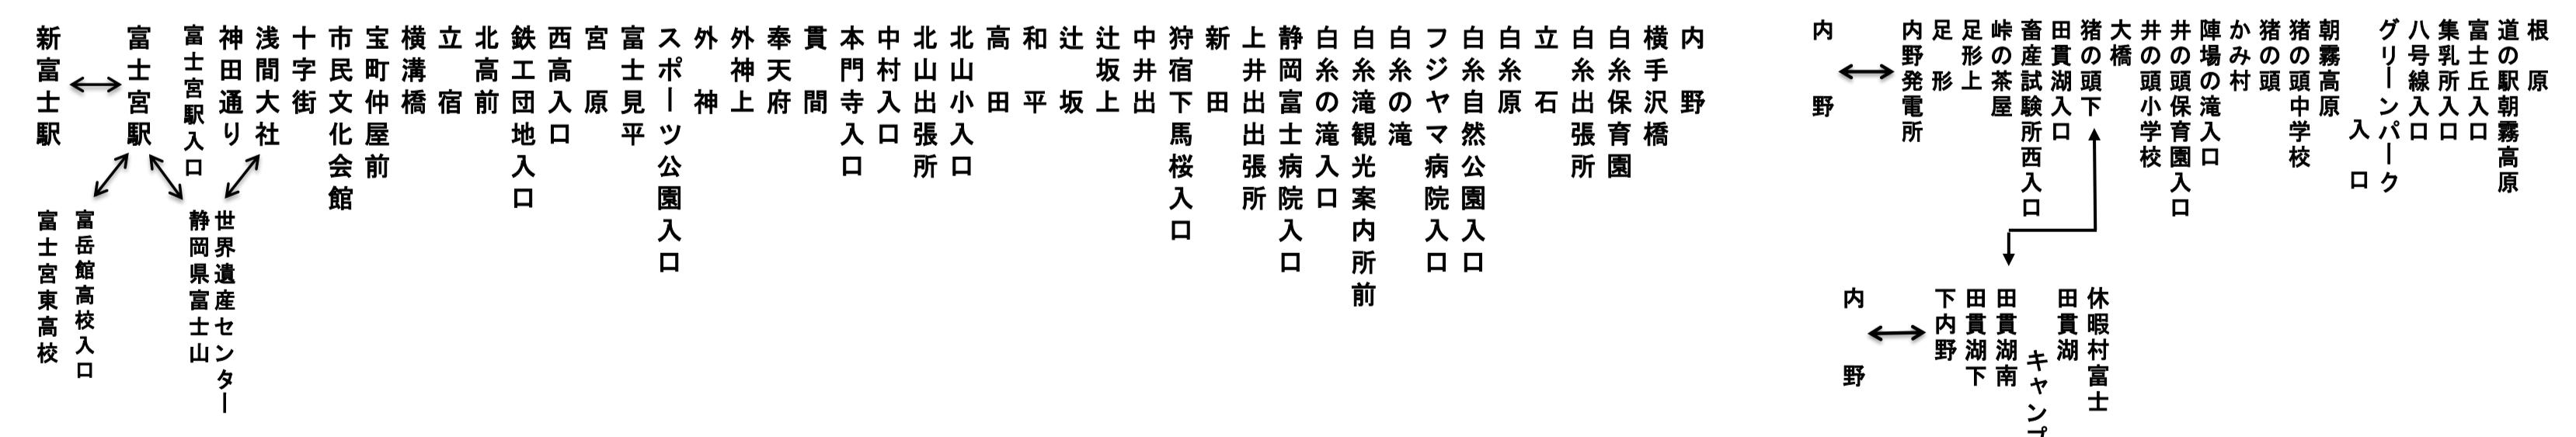 新富士駅
富士宮駅
富士宮駅入口
神田通り
浅間大社
十字街
市民文化会館
宝町仲屋前
横溝橋
立宿
北高前
鉄工団地入口
西高入口
宮原
富士見平
スポーツ公園入口
外神
外神上
奉天府
貫間
本門寺入口
中村入口
北山出張所
北山小入口
高田
和平
辻坂
辻坂上
中井出
狩宿下馬桜入口
新田
上井出出張所
静岡富士病院入口
白糸の滝入口
白糸滝観光案内所前
白糸の滝
フジヤマ病院入口
白糸自然公園入口
白糸原
立石
白糸出張所
白糸保育園
横手沢橋
内野
富士宮東高校
富岳館高校入口
静岡県富士山
世界遺産センター
内野
内野発電所
足形
足形上
峠の茶屋
畜産試験所西入口
田貫湖入口
猪の頭下
大橋
井の頭小学校
井の頭保育園入口
陣場の滝入口
かみ村
猪の頭
猪の頭中学校
朝霧高原
グリーンパーク
入口
八号線入口
集乳所入口
富士丘入口
道の駅朝霧高原
根原
内野
下内野
田貫湖下
田貫湖南
田貫湖
キャンプ
休暇村富士